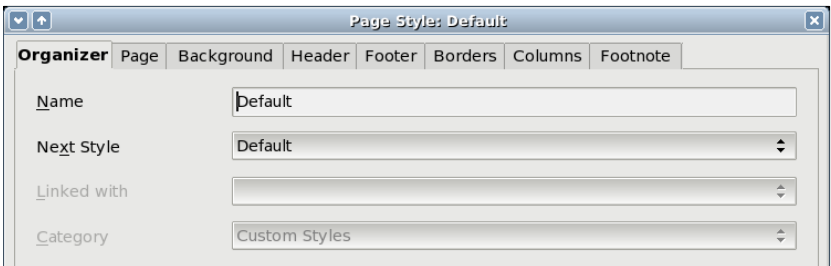 Page Style: Default
Organizer Page Background Header Footer Borders Columns Footnote
Name Default
Next Style Default
Linked with
Category Custom Styles